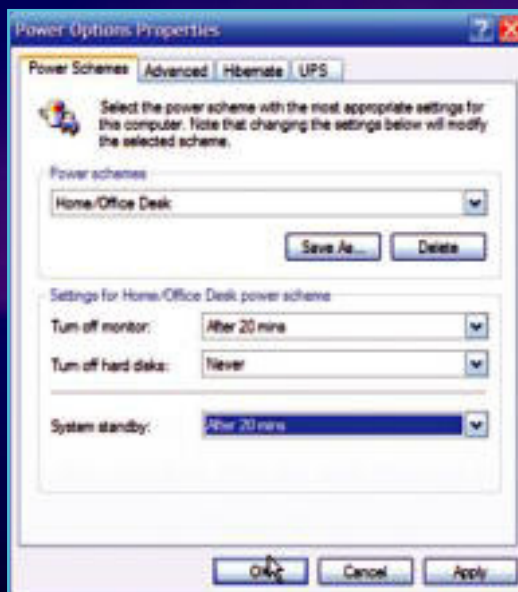 Power Options Properties
Power Schemes Advanced Hibernate UPS
Select the power scheme with the most appropriate settings for
this computer. Note that changing the settings below will modify
the selected scheme.
Power schemes
Home/Office Desk
Save As... Delete
Settings for Home/Office Desk power scheme
Turn off monitor: After 20 mins
Turn off hard disks: Never
System standby: After 20 mins
OK Cancel Apply